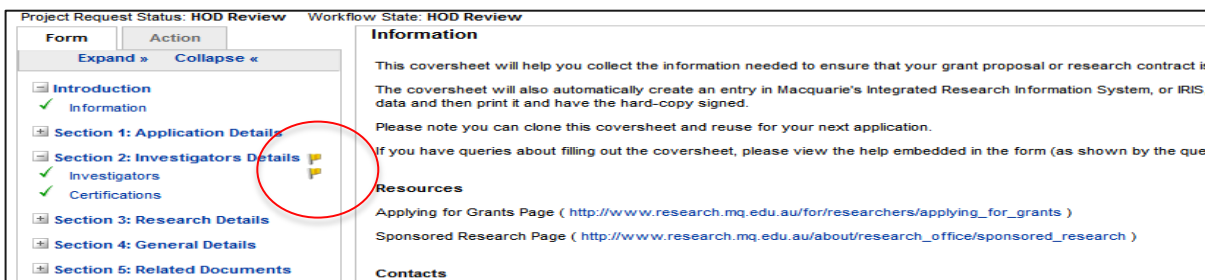 Project Request Status: HOD Review Workflow State: HOD Review
Form Action
Expand » Collapse «
Introduction
Information
Section 1: Application Details
Section 2: Investigators Details
Investigators
Certifications
Section 3: Research Details
Section 4: General Details
Section 5: Related Documents
Information
This coversheet will help you collect the information needed to ensure that your grant proposal or research contract is
The coversheet will also automatically create an entry in Macquarie's Integrated Research Information System, or IRIS.
data and then print it and have the hard-copy signed.
Please note you can clone this coversheet and reuse for your next application.
If you have queries about filling out the coversheet, please view the help embedded in the form (as shown by the que
Resources
Applying for Grants Page ( http://www.research.mq.edu.au/for/researchers/applying_for_grants )
Sponsored Research Page ( http://www.research.mq.edu.au/about/research_office/sponsored_research )
Contacts